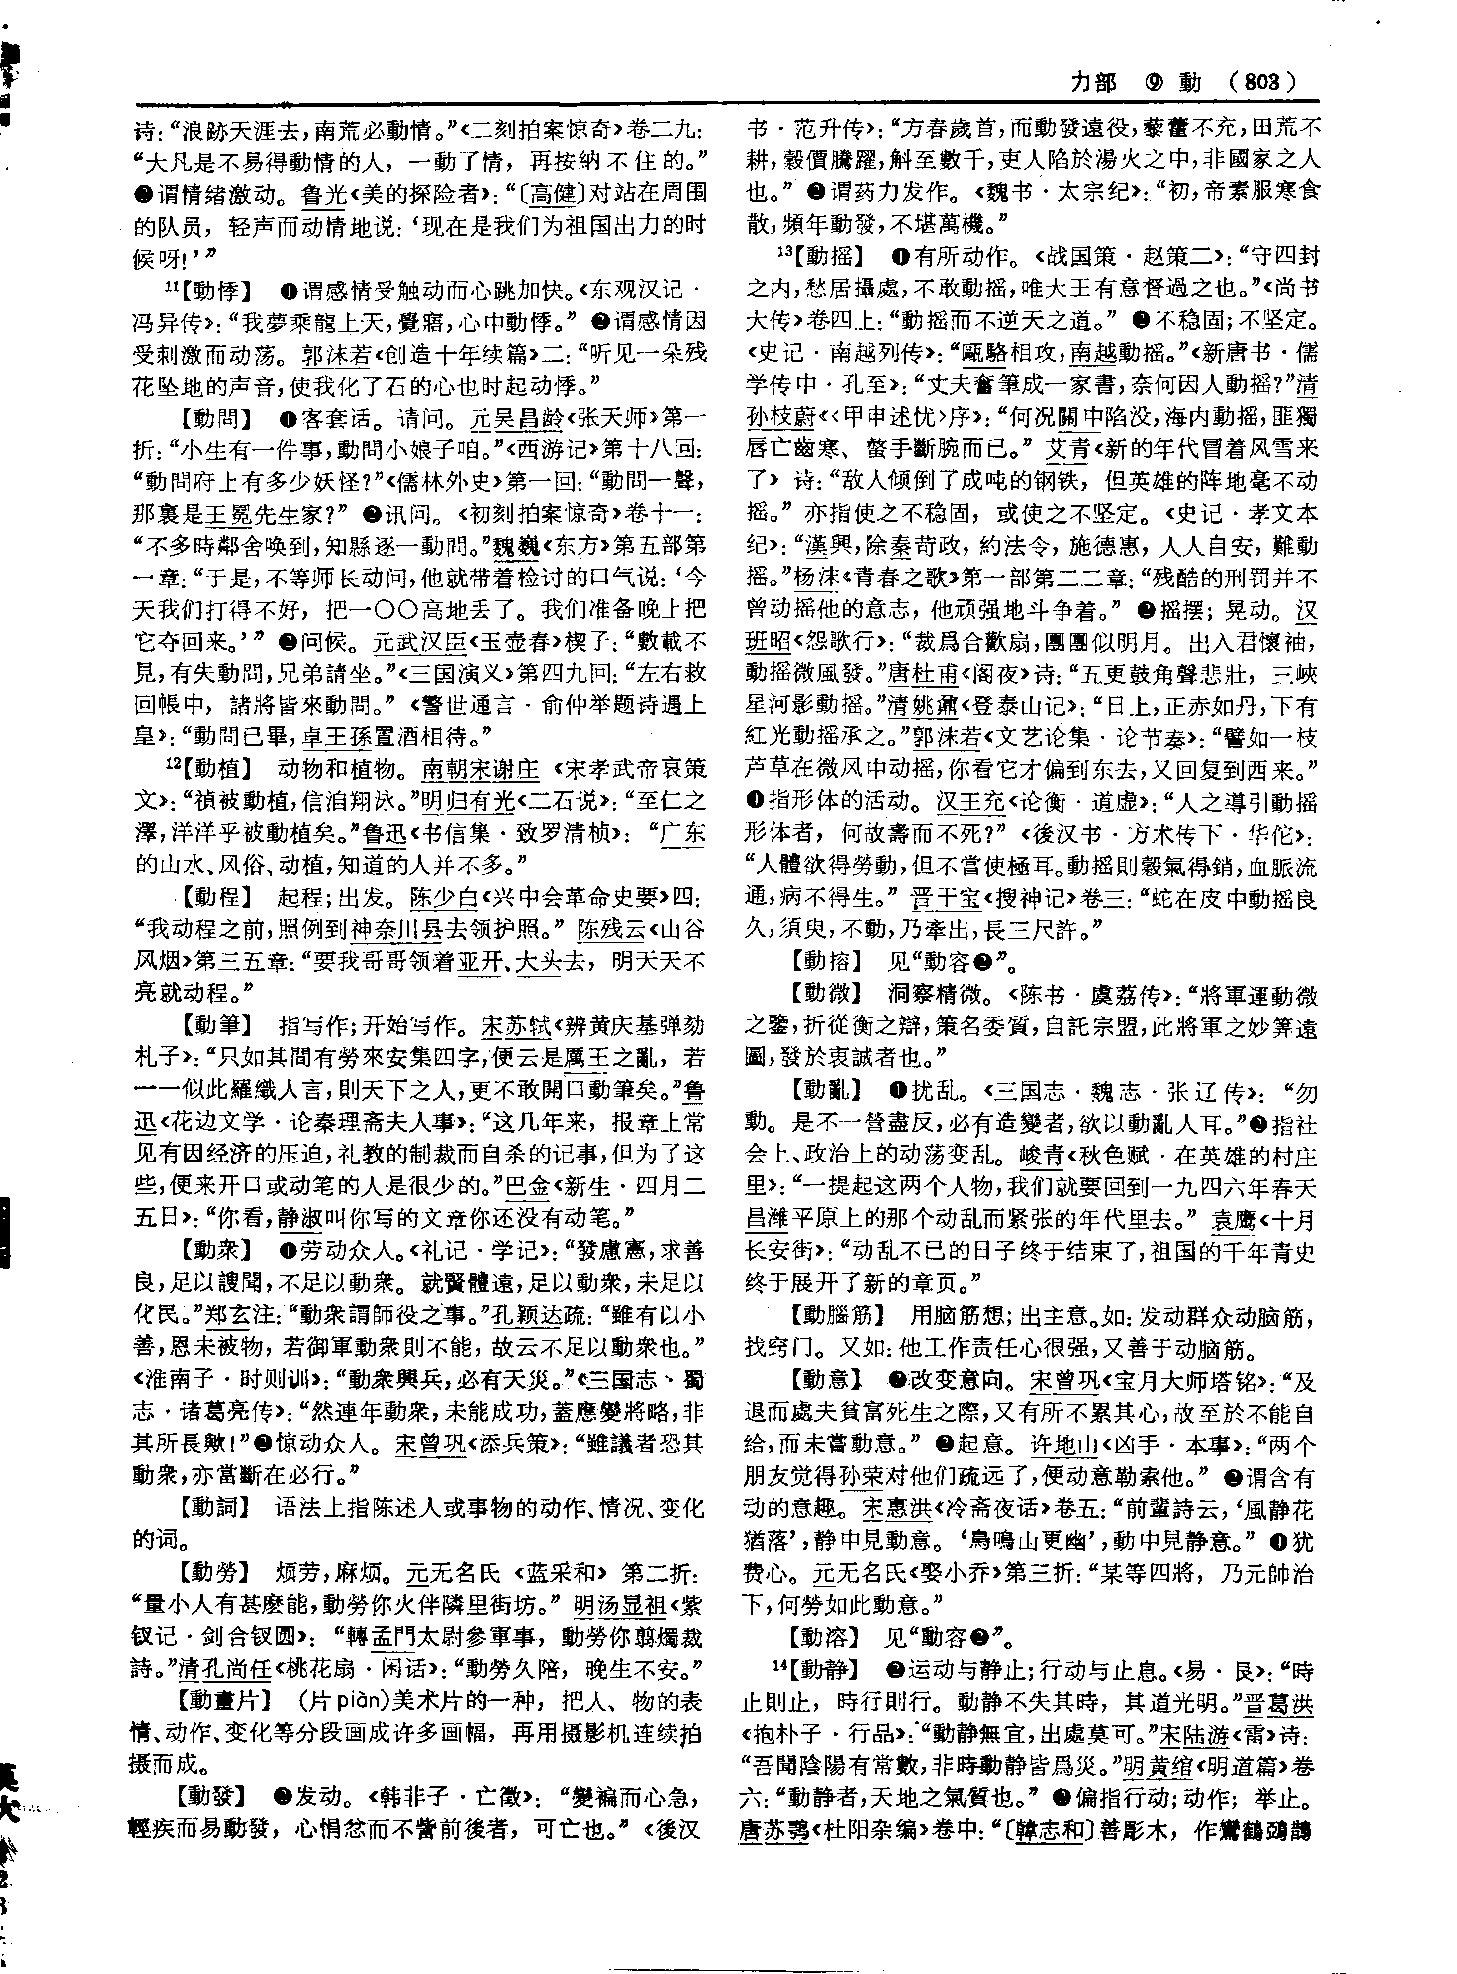 力部 ⑨ 動 （803）
诗：“浪跡天涯去，南荒必動情。”《二刻拍案惊奇》卷二九：
“大凡是不易得動情的人，一動了情，再按纳不住的。”
❷谓情绪激动。鲁光《美的探险者》：“〔高健〕对站在周围
的队员，轻声而动情地说：‘现在是我们为祖国出力的时
候呀！’”
11【動悸】 ❶谓感情受触动而心跳加快。《东观汉记·
冯异传》：“我夢乘龍上天，覺寤，心中動悸。” ❷谓感情因
受刺激而动荡。郭沫若《创造十年续篇》二：“听见一朵残
花坠地的声音，使我化了石的心也时起动悸。”
【動問】 ❶客套话。请问。元吴昌龄《张天师》第一
折：“小生有一件事，動問小娘子咱。”《西游记》第十八回：
“動問府上有多少妖怪？”《儒林外史》第一回：“動問一聲，
那裏是王冕先生家？” ❷讯问。《初刻拍案惊奇》卷十一：
“不多時鄰舍唤到，知縣逐一動問。”魏巍《东方》第五部第
一章：“于是，不等师长动问，他就带着检讨的口气说：‘今
天我们打得不好，把一〇〇高地丢了。我们准备晚上把
它夺回来。’” ❸问候。元武汉臣《玉壶春》楔子：“數載不
見，有失動問，兄弟請坐。”《三国演义》第四九回：“左右救
回帳中，諸將皆來動問。”《警世通言·俞仲举题诗遇上
皇》：“動問已畢，卓王孫置酒相待。”
12【動植】 动物和植物。南朝宋谢庄《宋孝武帝哀策
文》：“禎被動植，信洎翔泳。”明归有光《二石说》：“至仁之
澤，洋洋乎被動植矣。”鲁迅《书信集·致罗清桢》：“广东
的山水、风俗、动植，知道的人并不多。”
【動程】 起程；出发。陈少白《兴中会革命史要》四：
“我动程之前，照例到神奈川县去领护照。”陈残云《山谷
风烟》第三五章：“要我哥哥领着亚开、大头去，明天天不
亮就动程。”
【動筆】 指写作；开始写作。宋苏轼《辨黄庆基弹劾
札子》：“只如其間有勞來安集四字，便云是厲王之亂，若
一一似此羅織人言，則天下之人，更不敢開口動筆矣。”鲁
迅《花边文学·论秦理斋夫人事》：“这几年来，报章上常
见有因经济的压迫，礼教的制裁而自杀的记事，但为了这
些，便来开口或动笔的人是很少的。”巴金《新生·四月二
五日》：“你看，静淑叫你写的文章你还没有动笔。”
【動衆】 ❶劳动众人。《礼记·学记》：“發慮憲，求善
良，足以謏聞，不足以動衆。就賢體遠，足以動衆，未足以
化民。”郑玄注：“動衆謂師役之事。”孔颖达疏：“雖有以小
善，恩未被物，若御軍動衆則不能，故云不足以動衆也。”
《淮南子·时则训》：“動衆興兵，必有天災。”《三国志·蜀
志·诸葛亮传》：“然連年動衆，未能成功，蓋應變將略，非
其所長歟！”❷惊动众人。宋曾巩《添兵策》：“雖議者恐其
動衆，亦當斷在必行。”
【動詞】 语法上指陈述人或事物的动作、情况、变化
的词。
【動勞】 烦劳，麻烦。元无名氏《蓝采和》第二折：
“量小人有甚麽能，動勞你火伴隣里街坊。”明汤显祖《紫
钗记·剑合钗圆》：“轉孟門太尉參軍事，動勞你剪燭裁
詩。”清孔尚任《桃花扇·闲话》：“動勞久陪，晚生不安。”
【動畫片】 （片piàn）美术片的一种，把人、物的表
情、动作、变化等分段画成许多画幅，再用摄影机连续拍
摄而成。
【動發】 ❶发动。《韩非子·亡徵》：“變褊而心急，
輕疾而易動發，心悁忿而不訾前後者，可亡也。”《後汉
书·范升传》：“方春歲首，而動發遠役，藜藿不充，田荒不
耕，穀價騰躍，斛至數千，吏人陷於湯火之中，非國家之人
也。” ❷谓药力发作。《魏书·太宗纪》：“初，帝素服寒食
散，頻年動發，不堪萬機。”
13【動摇】 ❶有所动作。《战国策·赵策二》：“守四封
之内，愁居攝處，不敢動摇，唯大王有意督過之也。”《尚书
大传》卷四上：“動摇而不逆天之道。” ❷不稳固；不坚定。
《史记·南越列传》：“甌駱相攻，南越動摇。”《新唐书·儒
学传中·孔至》：“丈夫奮筆成一家書，奈何因人動摇？”清
孙枝蔚《〈甲申述忧〉序》：“何况關中陷没，海内動摇，匪獨
唇亡齒寒、螫手斷腕而已。” 艾青《新的年代冒着风雪来
了》诗：“敌人倾倒了成吨的钢铁，但英雄的阵地毫不动
摇。” 亦指使之不稳固，或使之不坚定。《史记·孝文本
纪》：“漢興，除秦苛政，約法令，施德惠，人人自安，難動
摇。”杨沫《青春之歌》第一部第二二章：“残酷的刑罚并不
曾动摇他的意志，他顽强地斗争着。” ❸摇摆；晃动。汉
班昭《怨歌行》：“裁爲合歡扇，團團似明月。出入君懷袖，
動摇微風發。”唐杜甫《阁夜》诗：“五更鼓角聲悲壯，三峽
星河影動摇。”清姚鼐《登泰山记》：“日上，正赤如丹，下有
紅光動摇承之。”郭沫若《文艺论集·论节奏》：“譬如一枝
芦草在微风中动摇，你看它才偏到东去，又回复到西来。”
❹指形体的活动。汉王充《论衡·道虚》：“人之導引動摇
形体者，何故壽而不死？”《後汉书·方术传下·华佗》：
“人體欲得勞動，但不當使極耳。動摇則穀氣得銷，血脈流
通，病不得生。” 晋干宝《搜神记》卷三：“蛇在皮中動摇良
久，須臾，不動，乃牽出，長三尺許。”
【動搈】 见“動容❷”。
【動微】 洞察精微。《陈书·虞荔传》：“將軍運動微
之鑒，折從衡之辯，策名委質，自託宗盟，此將軍之妙筭遠
圖，發於衷誠者也。”
【動亂】 ❶扰乱。《三国志·魏志·张辽传》：“勿
動。是不一營盡反，必有造變者，欲以動亂人耳。”❷指社
会上、政治上的动荡变乱。峻青《秋色赋·在英雄的村庄
里》：“一提起这两个人物，我们就要回到一九四六年春天
昌潍平原上的那个动乱而紧张的年代里去。” 袁鹰《十月
长安街》：“动乱不已的日子终于结束了，祖国的千年青史
终于展开了新的章页。”
【動腦筋】 用脑筋想；出主意。如：发动群众动脑筋，
找窍门。又如：他工作责任心很强，又善于动脑筋。
【動意】 ❶改变意向。宋曾巩《宝月大师塔铭》：“及
退而處夫貧富死生之際，又有所不累其心，故至於不能自
给，而未嘗動意。” ❷起意。许地山《凶手·本事》：“两个
朋友觉得孙荣对他们疏远了，便动意勒索他。” ❸谓含有
动的意趣。宋惠洪《冷斋夜话》卷五：“前輩詩云，‘風静花
猶落’，静中見動意。‘鳥鳴山更幽’，動中見静意。” ❹犹
费心。元无名氏《娶小乔》第三折：“某等四將，乃元帥治
下，何勞如此動意。”
【動溶】 见“動容❷”。
14【動静】 ❶运动与静止；行动与止息。《易·艮》：“時
止則止，時行則行。動静不失其時，其道光明。”晋葛洪
《抱朴子·行品》：“動静無宜，出處莫可。”宋陆游《雷》诗：
“吾聞陰陽有常數，非時動静皆爲災。”明黄绾《明道篇》卷
六：“動静者，天地之氣質也。” ❷偏指行动；动作；举止。
唐苏鹗《杜阳杂编》卷中：“〔韓志和〕善彫木，作鸞鶴鵶鵲